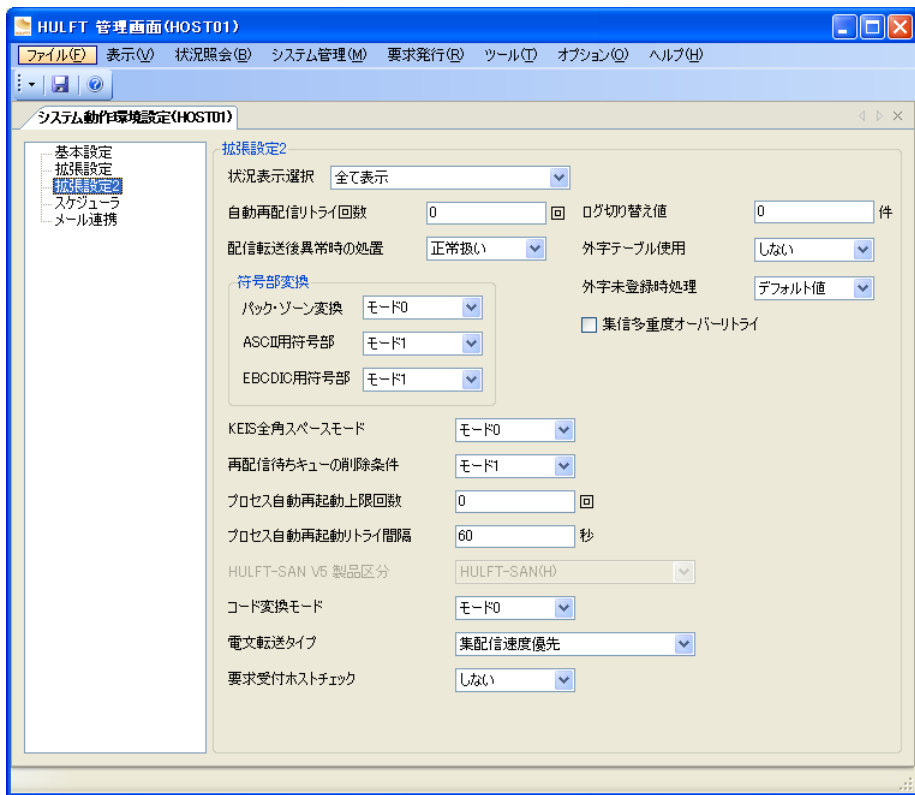 HULFT 管理画面(HOST01)
ファイル(F) 表示(V) 状況照会(B) システム管理(M) 要求発行(R) ツール(T) オプション(O) ヘルプ(H)
システム動作環境設定(HOST01)
基本設定
拡張設定
拡張設定2
スケジューラ
メール連携
拡張設定2
状況表示選択 全て表示
自動再配信リトライ回数 0 回 ログ切り替え値 0 件
配信転送後異常時の処置 正常扱い 外字テーブル使用 しない
符号部変換 外字未登録時処理 デフォルト値
パック・ゾーン変換 モード0 集信多重度オーバーリトライ
ASCII用符号部 モード1
EBCDIC用符号部 モード1
KEIS全角スペースモード モード0
再配信待ちキューの削除条件 モード1
プロセス自動再起動上限回数 0 回
プロセス自動再起動リトライ間隔 60 秒
HULFT-SAN V5 製品区分 HULFT-SAN(H)
コード変換モード モード0
電文転送タイプ 集配信速度優先
要求受付ホストチェック しない